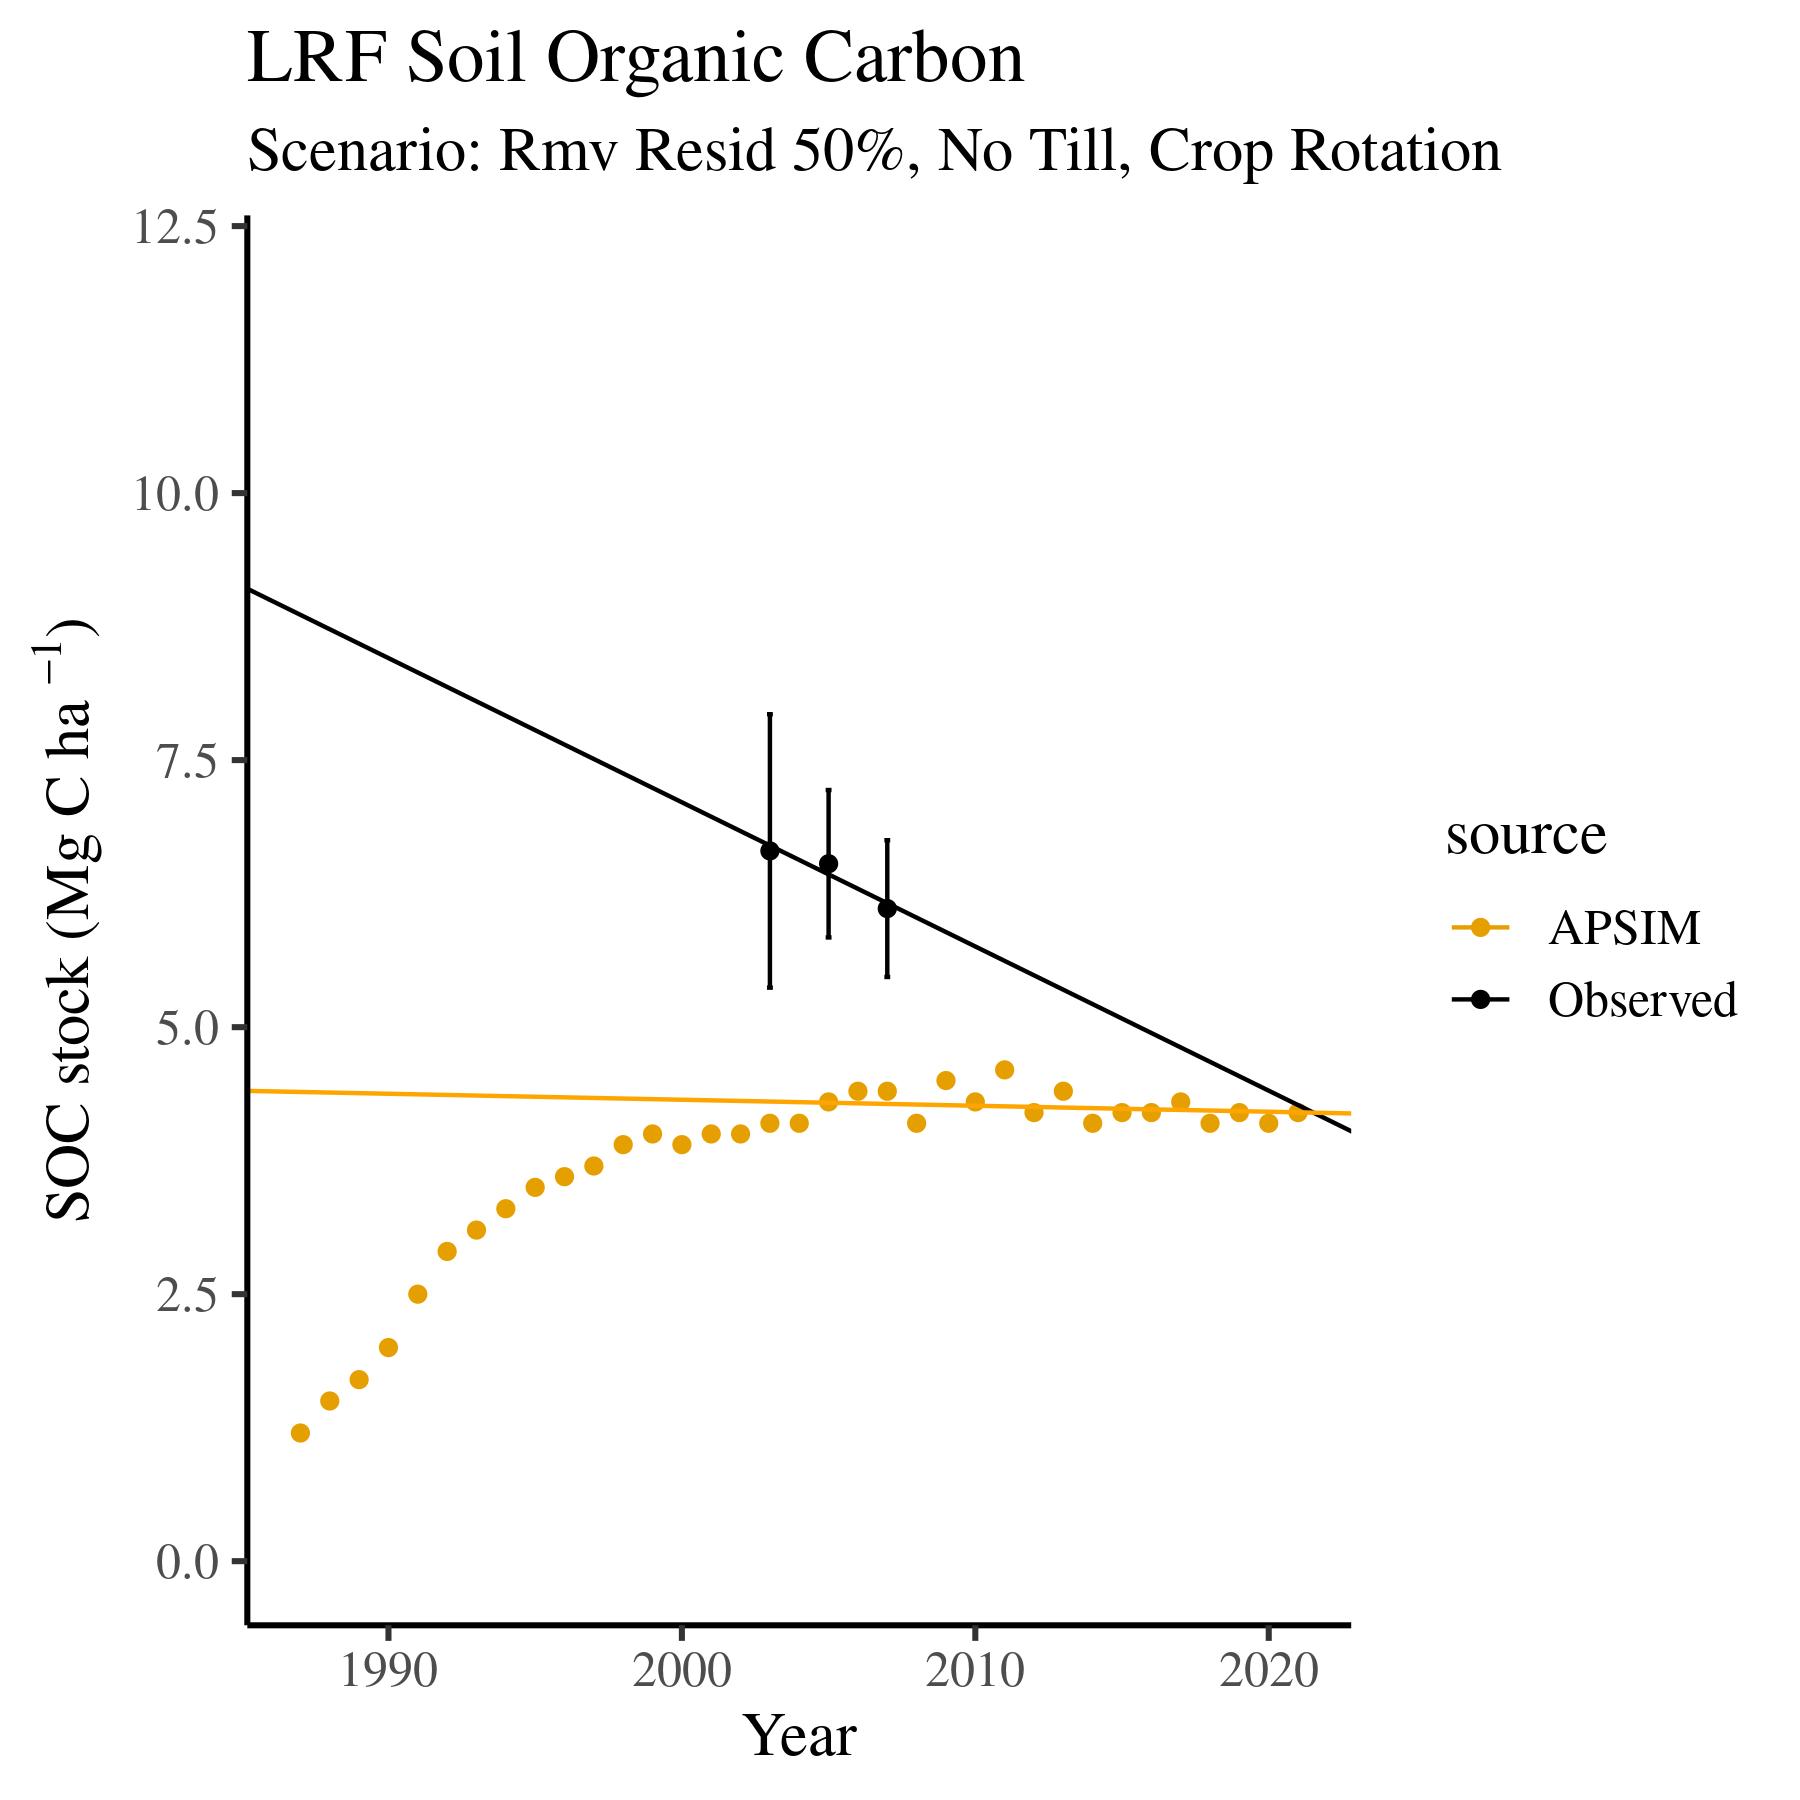 LRF Soil Organic Carbon
Scenario: Rmv Resid 50%, No Till, Crop Rotation
12.5
10.0
7.5
5.0
2.5
0.0
SOC stock (Mg C ha −1)
1990 2000 2010 2020
Year
source
APSIM
Observed